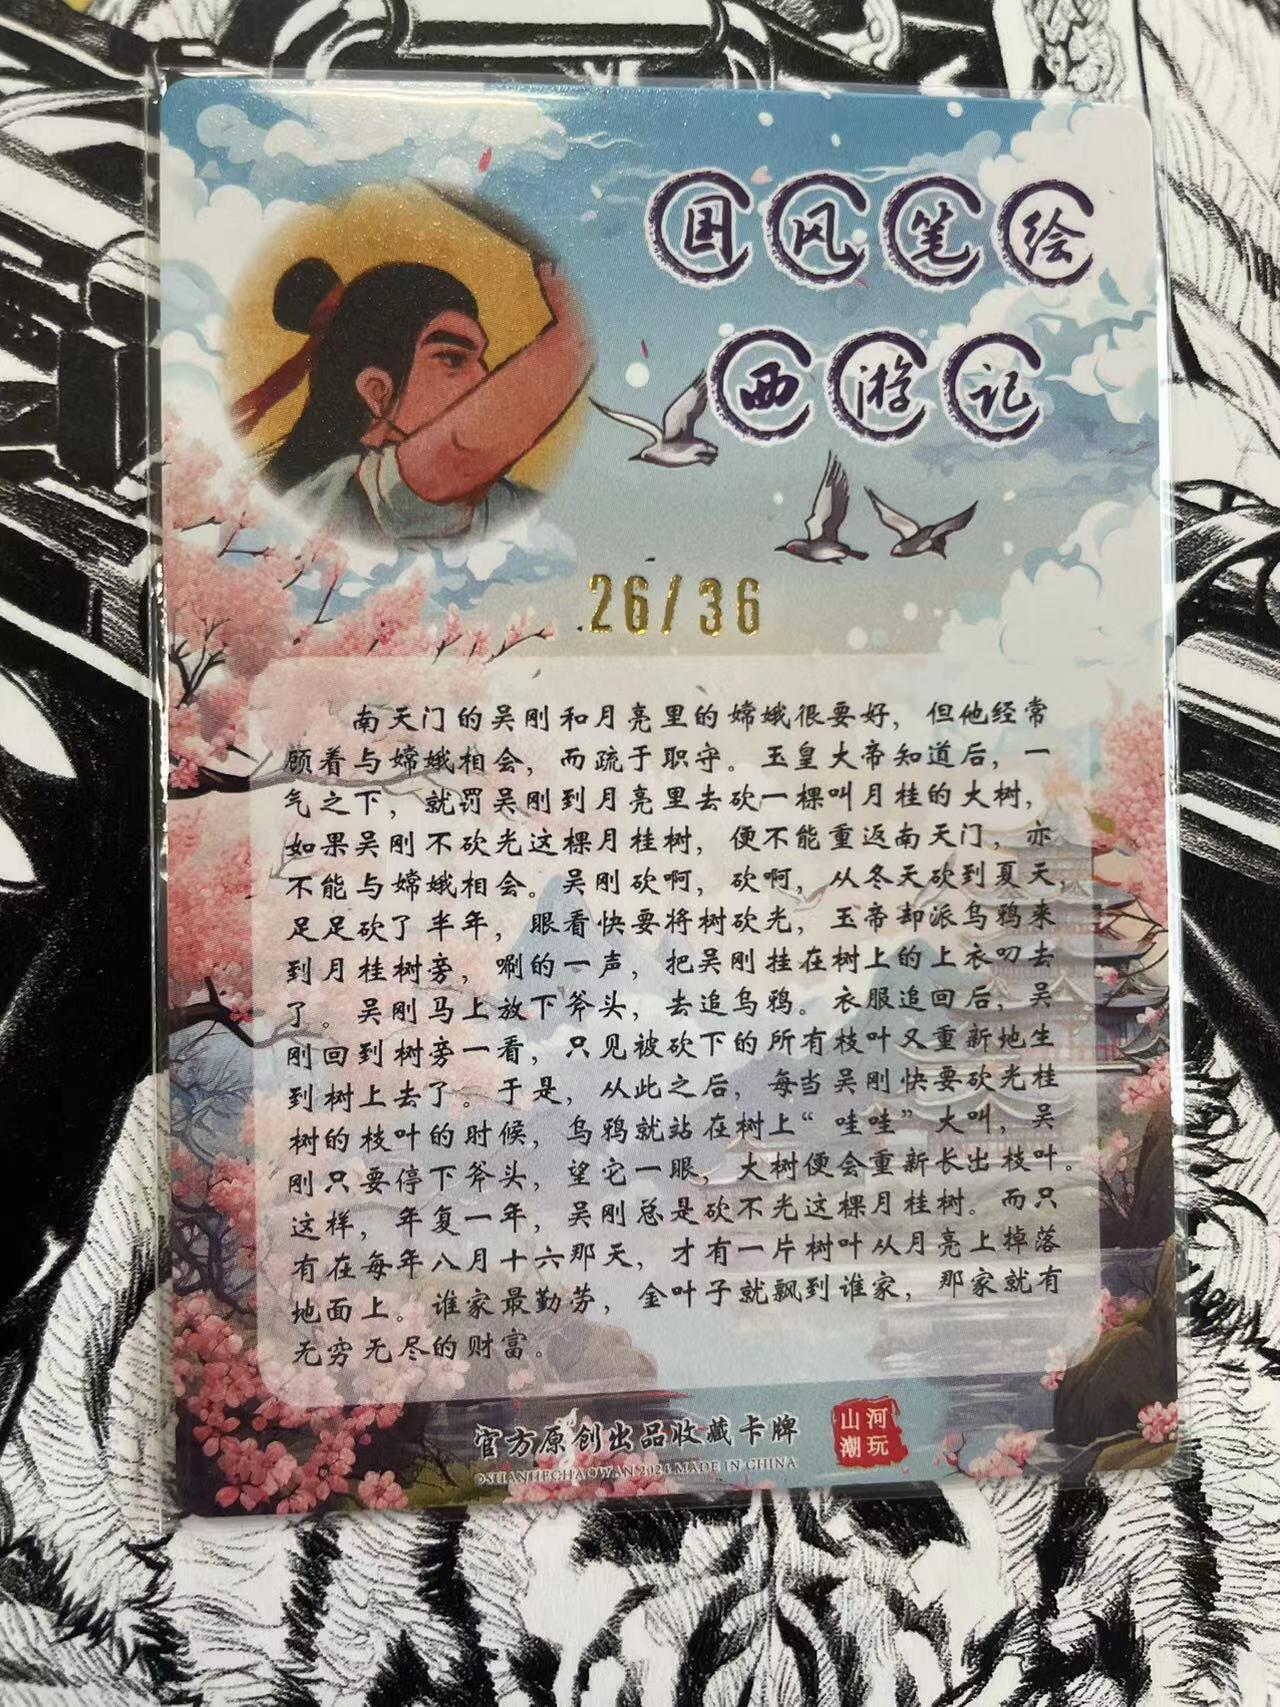 国风笔绘
西游记
26/36
南天门的吴刚和月亮里的嫦娥很要好，但他经常
顾着与嫦娥相会，而疏于职守。玉皇大帝知道后，一
气之下，就罚吴刚到月亮里去砍一棵叫月桂的大树，
如果吴刚不砍光这棵月桂树，便不能重返南天门，亦
不能与嫦娥相会。吴刚砍啊，砍啊，从冬天砍到夏天，
足足砍了半年，眼看快要将树砍光，玉帝却派乌鸦来
到月桂树旁，唰的一声，把吴刚挂在树上的上衣叼去
了。吴刚马上放下斧头，去追乌鸦。衣服追回后，吴
刚回到树旁一看，只见被砍下的所有枝叶又重新地生
到树上去了。于是，从此之后，每当吴刚快要砍光桂
树的枝叶的时候，乌鸦就站在树上“哇哇”大叫，吴
刚只要停下斧头，望它一眼，大树便会重新长出枝叶。
这样，年复一年，吴刚总是砍不光这棵月桂树。而只
有在每年八月十六那天，才有一片树叶从月亮上掉落
地面上。谁家最勤劳，金叶子就飘到谁家，那家就有
无穷无尽的财富。
官方原创出品收藏卡牌
MADE IN CHINA
山河
潮玩